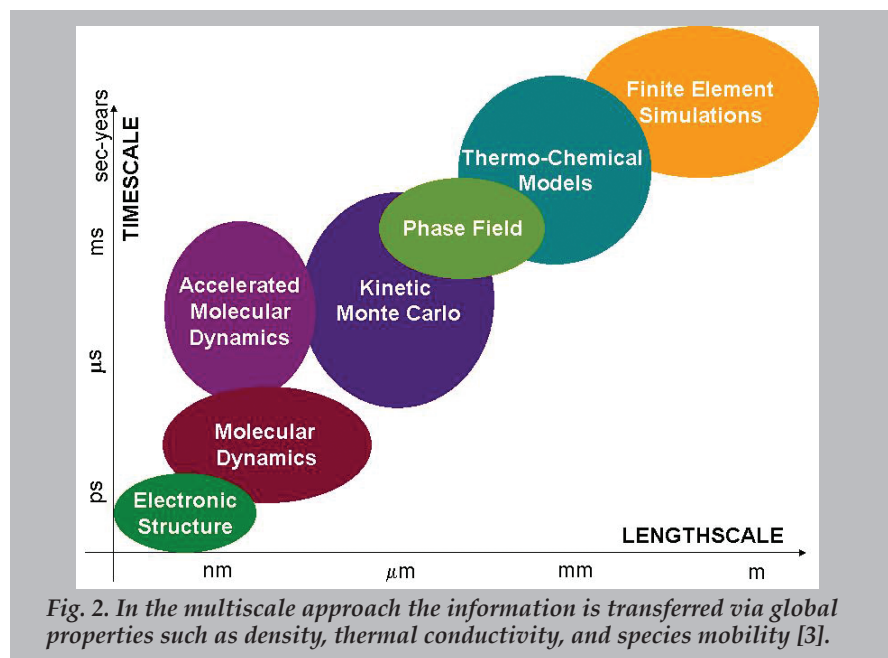 Finite Element
Simulations
Thermo-Chemical
Models
Phase Field
Accelerated
Molecular
Dynamics
Kinetic
Monte Carlo
Molecular
Dynamics
Electronic
Structure
TIMESCALE
sec-years
ms
μs
ps
LENGTHSCALE
nm
μm
mm
m
Fig. 2. In the multiscale approach the information is transferred via global
properties such as density, thermal conductivity, and species mobility [3].